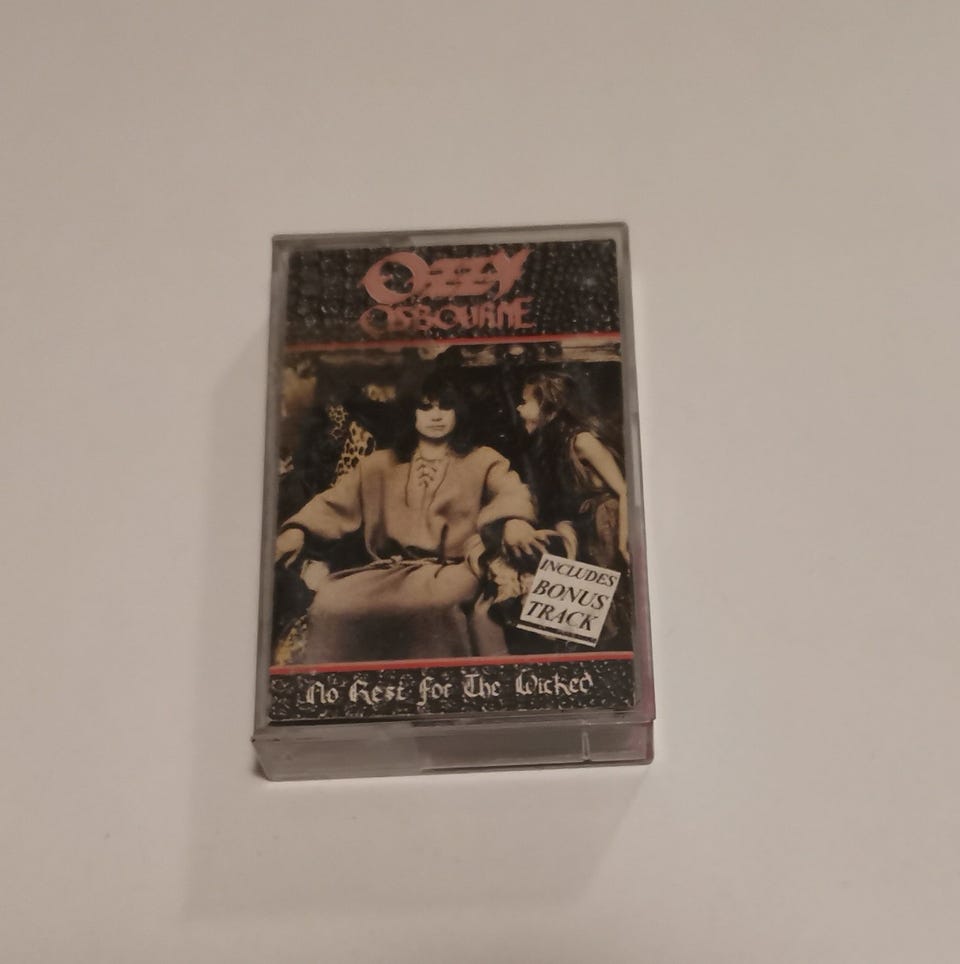 Ozzy
OSBOURNE
INCLUDES
BONUS
TRACK
No Rest for The Wicked